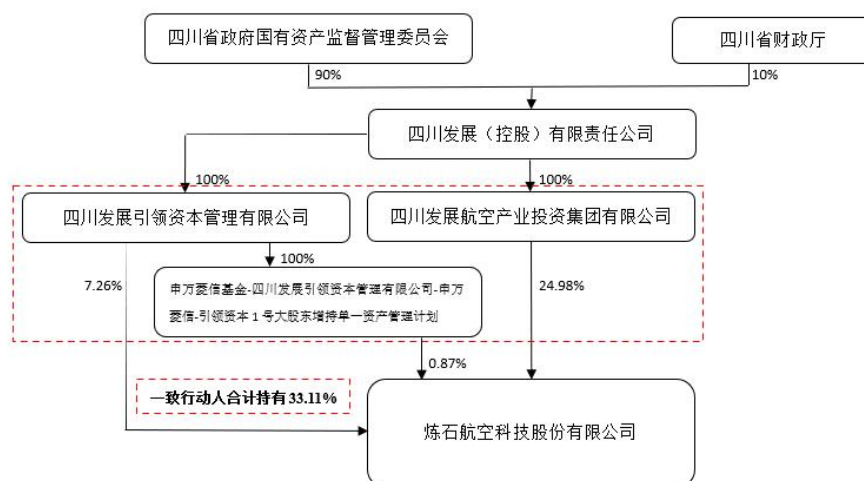 四川省政府国有资产监督管理委员会
四川省财政厅
90%
10%
四川发展（控股）有限责任公司
100%
100%
四川发展引领资本管理有限公司
四川发展航空产业投资集团有限公司
100%
7.26%
24.98%
申万菱信基金-四川发展引领资本管理有限公司-申万
菱信-引领资本 1 号大股东增持单一资产管理计划
0.87%
一致行动人合计持有 33.11%
炼石航空科技股份有限公司